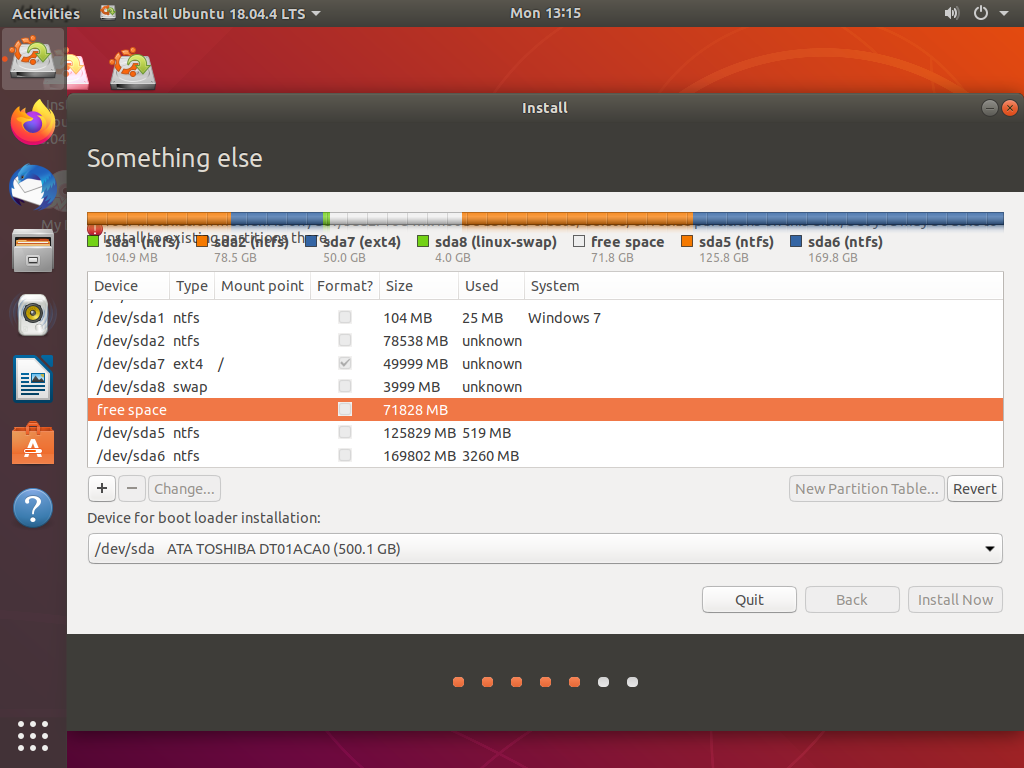 Activities
Install Ubuntu 18.04.4 LTS
Mon 13:15
Install
Something else
install to existing partitions there
sda1 (ntfs)
104.9 MB
sda2 (ntfs)
78.5 GB
sda7 (ext4)
50.0 GB
sda8 (linux-swap)
4.0 GB
free space
71.8 GB
sda5 (ntfs)
125.8 GB
sda6 (ntfs)
169.8 GB
Device Type Mount point Format? Size Used System
/dev/sda1 ntfs 104 MB 25 MB Windows 7
/dev/sda2 ntfs 78538 MB unknown
/dev/sda7 ext4 / 49999 MB unknown
/dev/sda8 swap 3999 MB unknown
free space 71828 MB
/dev/sda5 ntfs 125829 MB 519 MB
/dev/sda6 ntfs 169802 MB 3260 MB
+ − Change... New Partition Table... Revert
Device for boot loader installation:
/dev/sda ATA TOSHIBA DT01ACA0 (500.1 GB)
Quit Back Install Now